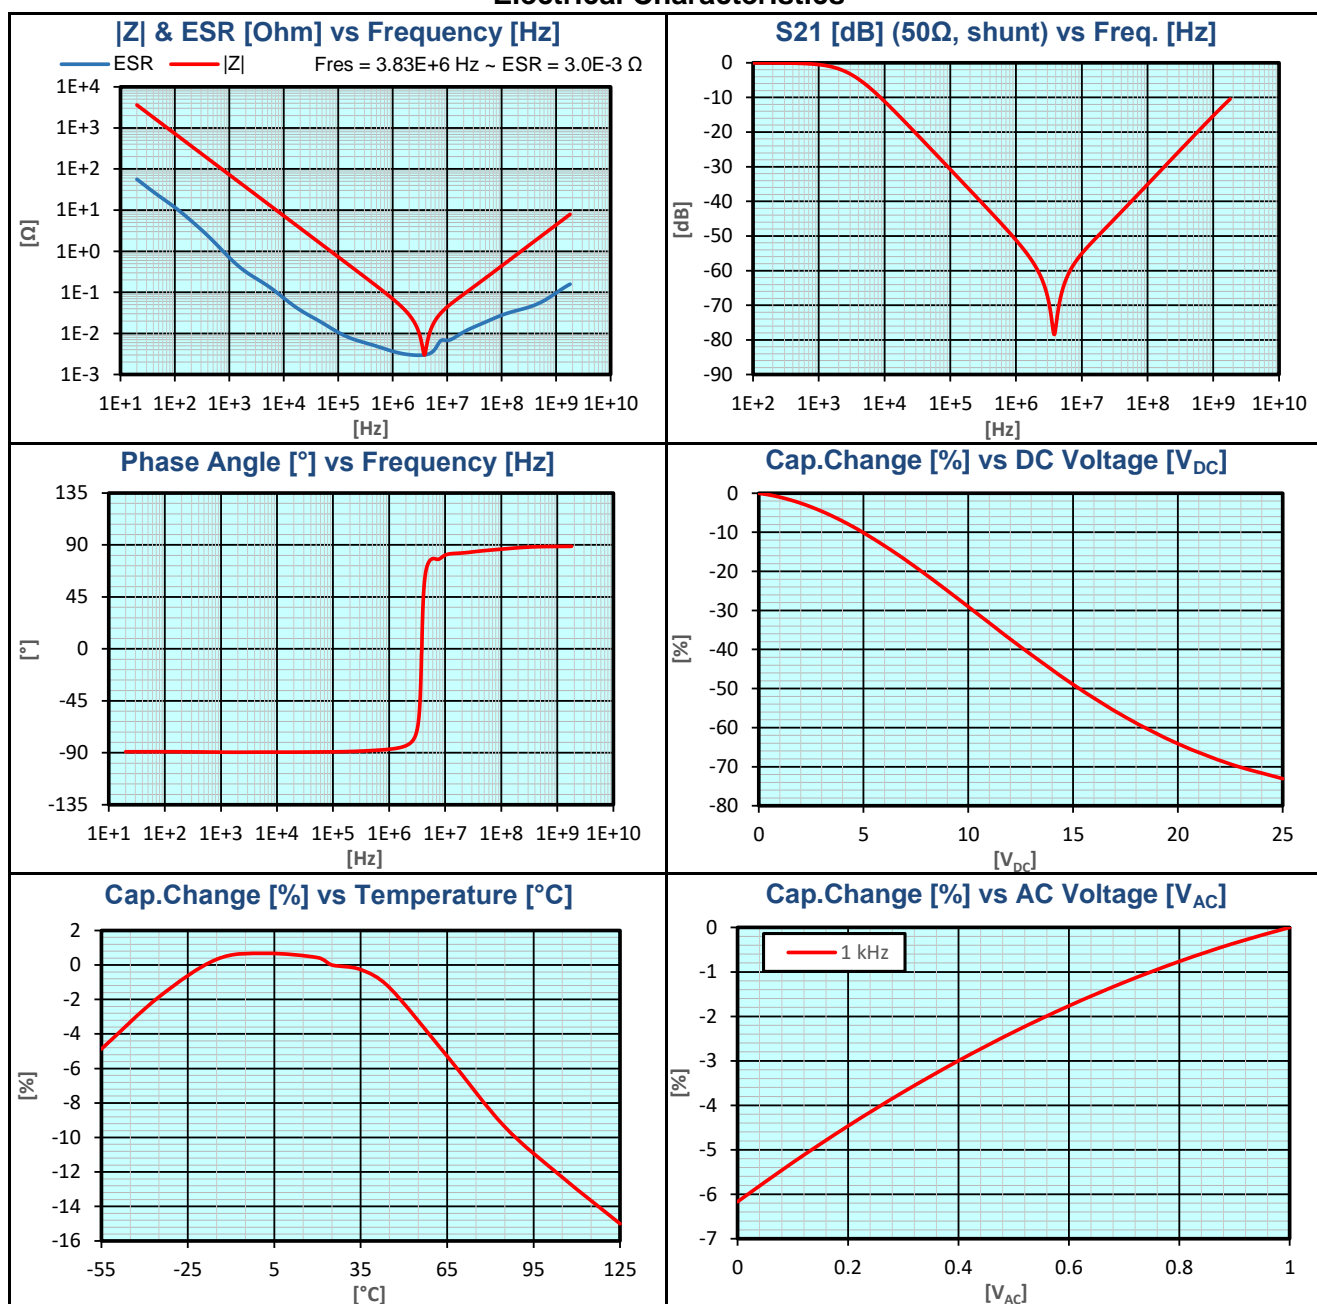 Electrical Characteristics
|Z| & ESR [Ohm] vs Frequency [Hz]
ESR |Z| Fres = 3.83E+6 Hz ~ ESR = 3.0E-3 Ω
1E+4
1E+3
1E+2
1E+1
1E+0
1E-1
1E-2
1E-3
[Ω]
1E+1 1E+2 1E+3 1E+4 1E+5 1E+6 1E+7 1E+8 1E+9 1E+10
[Hz]
S21 [dB] (50Ω, shunt) vs Freq. [Hz]
0
-10
-20
-30
-40
-50
-60
-70
-80
-90
[dB]
1E+2 1E+3 1E+4 1E+5 1E+6 1E+7 1E+8 1E+9 1E+10
[Hz]
Phase Angle [°] vs Frequency [Hz]
135
90
45
0
-45
-90
-135
[°]
1E+1 1E+2 1E+3 1E+4 1E+5 1E+6 1E+7 1E+8 1E+9 1E+10
[Hz]
Cap.Change [%] vs DC Voltage [VDC]
0
-10
-20
-30
-40
-50
-60
-70
-80
[%]
0 5 10 15 20 25
[VDC]
Cap.Change [%] vs Temperature [°C]
2
0
-2
-4
-6
-8
-10
-12
-14
-16
[%]
-55 -25 5 35 65 95 125
[°C]
Cap.Change [%] vs AC Voltage [VAC]
1 kHz
0
-1
-2
-3
-4
-5
-6
-7
[%]
0 0.2 0.4 0.6 0.8 1
[VAC]